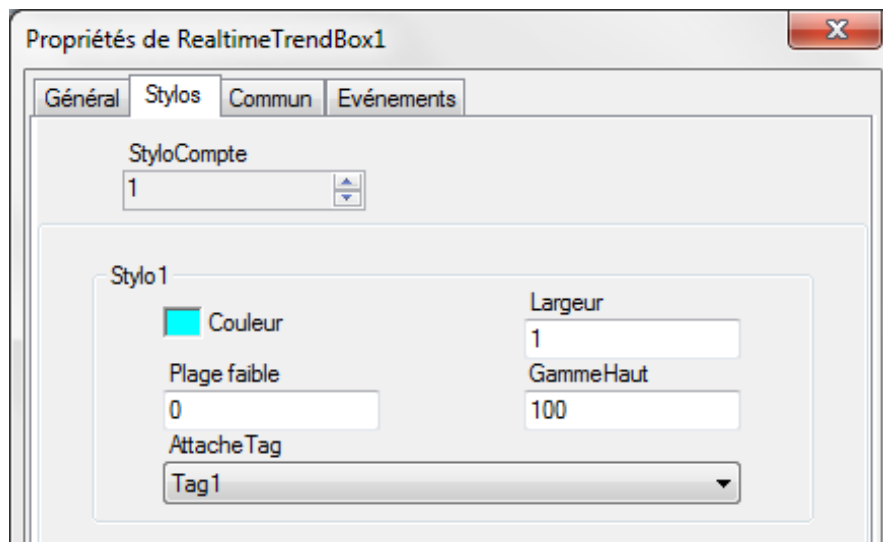 Propriétés de RealtimeTrendBox1
Général Stylos Commun Evénements
StyloCompte
1
Stylo1
Couleur
Largeur
1
Plage faible
0
GammeHaut
100
AttacheTag
Tag1